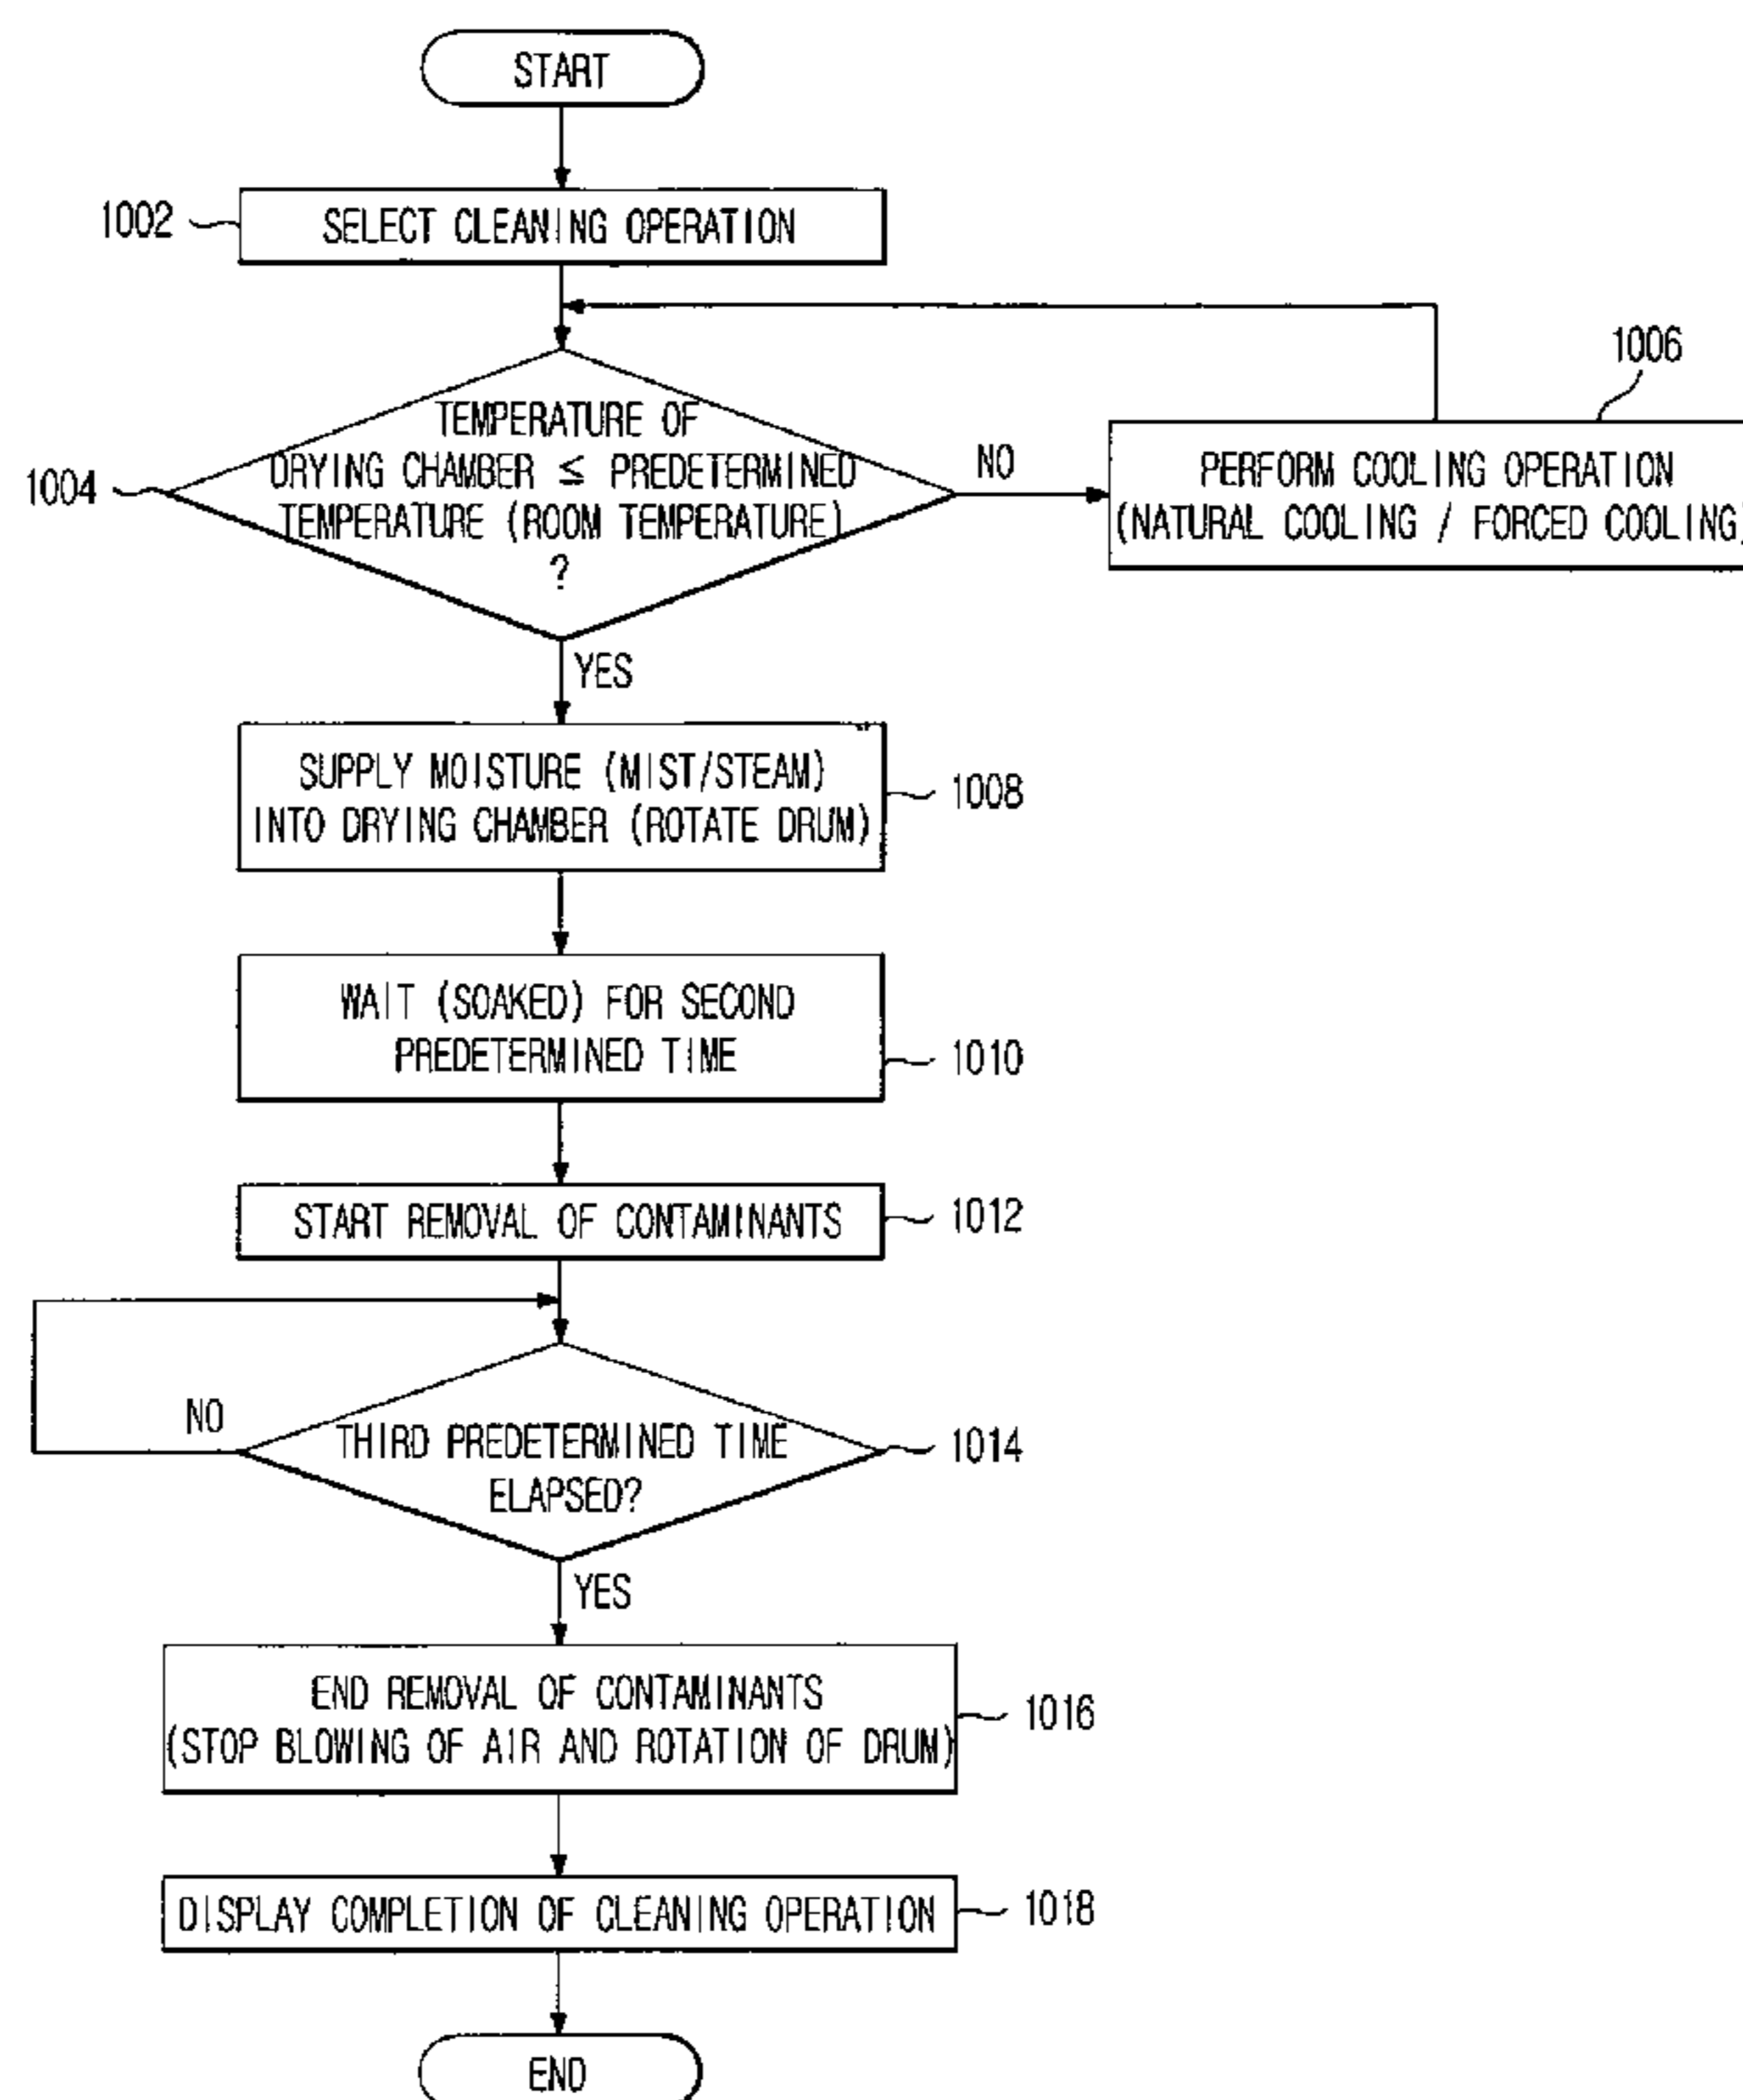 START
1002
SELECT CLEANING OPERATION
1006
TEMPERATURE OF
DRYING CHAMBER ≤ PREDETERMINED
TEMPERATURE (ROOM TEMPERATURE)
?
1004
NO
PERFORM COOLING OPERATION
(NATURAL COOLING / FORCED COOLING)
YES
SUPPLY MOISTURE (MIST/STEAM)
INTO DRYING CHAMBER (ROTATE DRUM)
1008
WAIT (SOAKED) FOR SECOND
PREDETERMINED TIME
1010
START REMOVAL OF CONTAMINANTS
1012
NO
THIRD PREDETERMINED TIME
ELAPSED?
1014
YES
END REMOVAL OF CONTAMINANTS
(STOP BLOWING OF AIR AND ROTATION OF DRUM)
1016
DISPLAY COMPLETION OF CLEANING OPERATION
1018
END